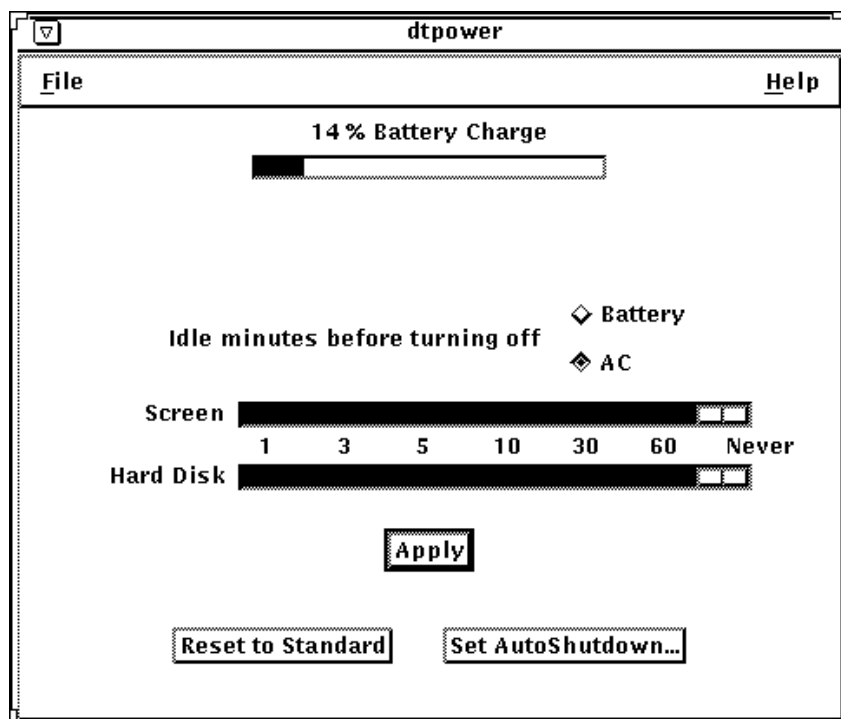 dtpower
File Help
14 % Battery Charge
Battery
Idle minutes before turning off
AC
Screen
1 3 5 10 30 60 Never
Hard Disk
Apply
Reset to Standard Set AutoShutdown...